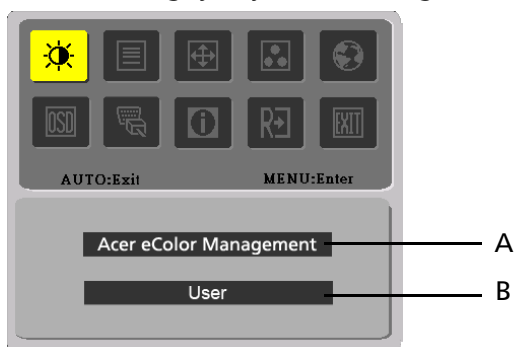 OSD i R EXIT
AUTO:Exit MENU:Enter
Acer eColor Management A
User B